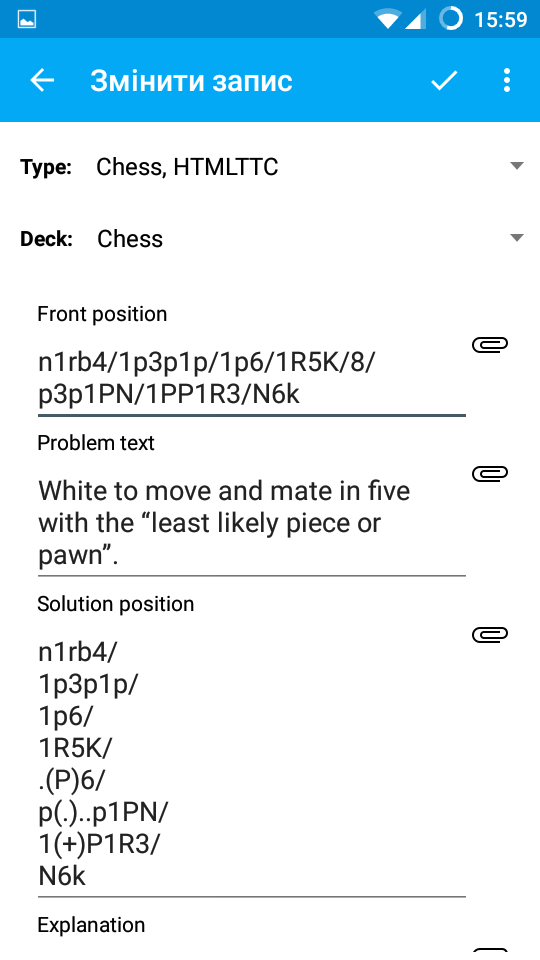 15:59
Змінити запис
Type: Chess, HTMLTTC
Deck: Chess
Front position
n1rb4/1p3p1p/1p6/1R5K/8/
p3p1PN/1PP1R3/N6k
Problem text
White to move and mate in five
with the “least likely piece or
pawn”.
Solution position
n1rb4/
1p3p1p/
1p6/
1R5K/
.(P)6/
p(.)..p1PN/
1(+)P1R3/
N6k
Explanation